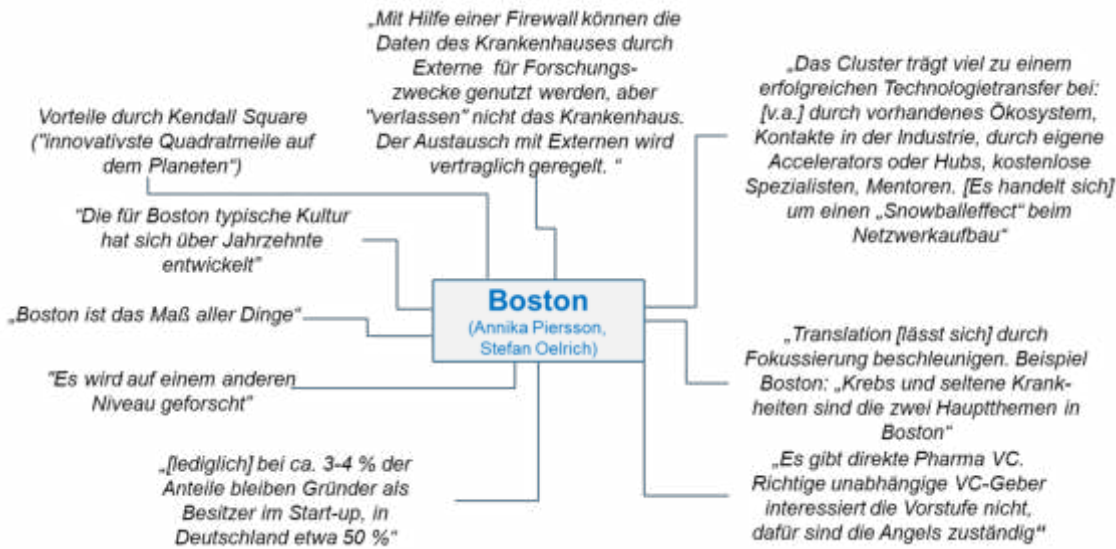 „Mit Hilfe einer Firewall können die
Daten des Krankenhauses durch
Externe für Forschungs-
zwecke genutzt werden, aber
"verlassen" nicht das Krankenhaus.
Der Austausch mit Externen wird
vertraglich geregelt. “
Vorteile durch Kendall Square
("innovativste Quadratmeile auf
dem Planeten“)
"Die für Boston typische Kultur
hat sich über Jahrzehnte
entwickelt"
„Boston ist das Maß aller Dinge“
"Es wird auf einem anderen
Niveau geforscht"
„[lediglich] bei ca. 3-4 % der
Anteile bleiben Gründer als
Besitzer im Start-up, in
Deutschland etwa 50 %“
Boston
(Annika Piersson,
Stefan Oelrich)
„Das Cluster trägt viel zu einem
erfolgreichen Technologietransfer bei:
[v.a.] durch vorhandenes Ökosystem,
Kontakte in der Industrie, durch eigene
Accelerators oder Hubs, kostenlose
Spezialisten, Mentoren. [Es handelt sich]
um einen „Snowballeffect“ beim
Netzwerkaufbau“
„Translation [lässt sich] durch
Fokussierung beschleunigen. Beispiel
Boston: „Krebs und seltene Krank-
heiten sind die zwei Hauptthemen in
Boston“
„Es gibt direkte Pharma VC.
Richtige unabhängige VC-Geber
interessiert die Vorstufe nicht,
dafür sind die Angels zuständig“